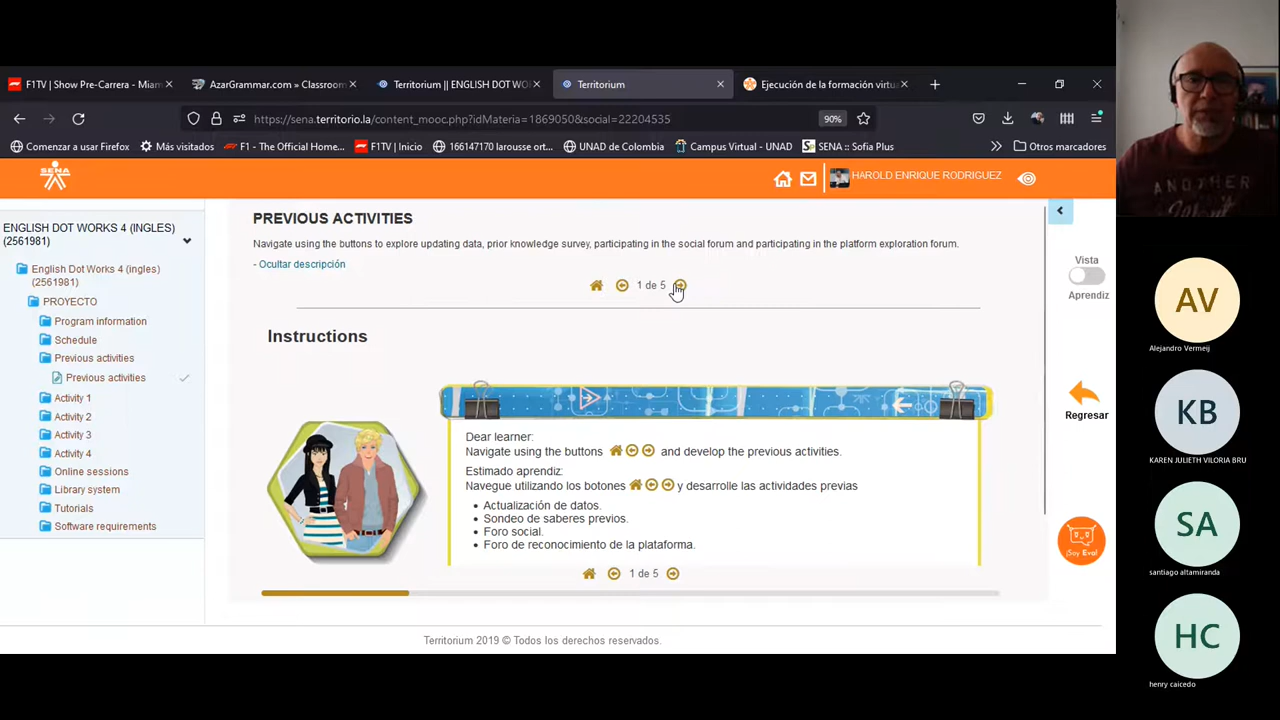 F1TV | Show Pre-Carrera - Miam
AzarGrammar.com » Classroom
Territorium || ENGLISH DOT WO
Territorium
Ejecución de la formación virtua
https://sena.territorio.la/content_mooc.php?idMateria=1869050&social=22204535
90%
Comenzar a usar Firefox
Más visitados
F1 - The Official Home...
F1TV | Inicio
166147170 larousse ort...
UNAD de Colombia
Campus Virtual - UNAD
SENA :: Sofia Plus
Otros marcadores
SENA
HAROLD ENRIQUE RODRIGUEZ
ENGLISH DOT WORKS 4 (INGLES)
(2561981)
English Dot Works 4 (ingles)
(2561981)
PROYECTO
Program information
Schedule
Previous activities
Previous activities
Activity 1
Activity 2
Activity 3
Activity 4
Online sessions
Library system
Tutorials
Software requirements
PREVIOUS ACTIVITIES
Navigate using the buttons to explore updating data, prior knowledge survey, participating in the social forum and participating in the platform exploration forum.
- Ocultar descripción
1 de 5
Instructions
Dear learner:
Navigate using the buttons and develop the previous activities.
Estimado aprendiz:
Navegue utilizando los botones y desarrolle las actividades previas
• Actualización de datos.
• Sondeo de saberes previos.
• Foro social.
• Foro de reconocimiento de la plataforma.
1 de 5
Territorium 2019 © Todos los derechos reservados.
Vista
Aprendiz
Regresar
¡Soy Evo!
ANOTHER
AV
Alejandro Vermeij
KB
KAREN JULIETH VILORIA BRU
SA
santiago altamiranda
HC
henry caicedo